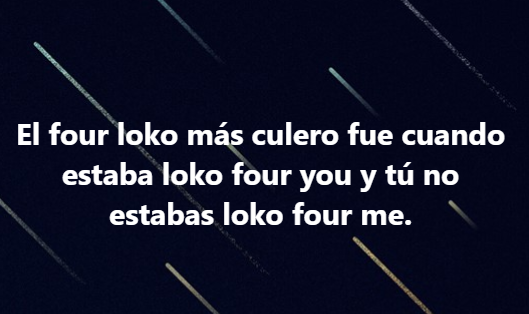 El four loko más culero fue cuando
estaba loko four you y tú no
estabas loko four me.